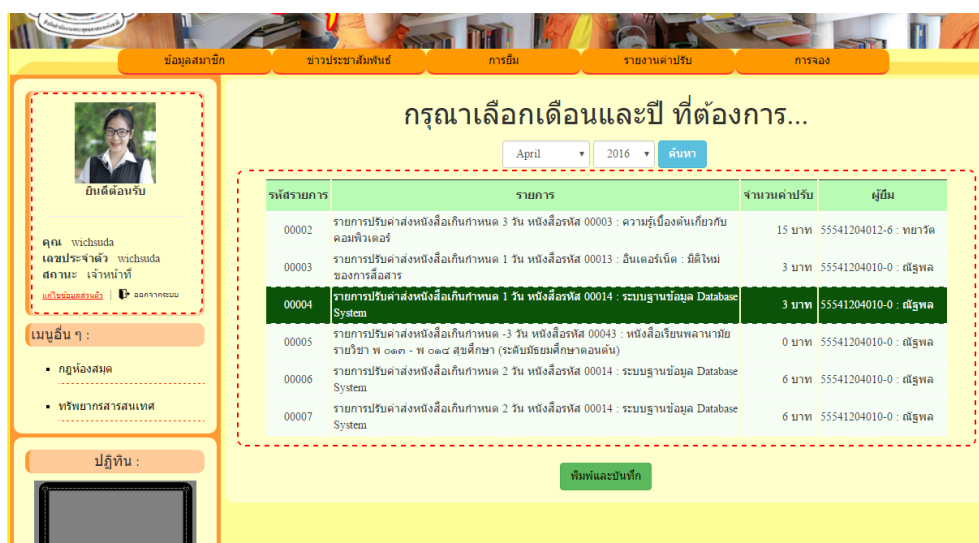 ข้อมูลสมาชิก ข่าวประชาสัมพันธ์ การยืม รายงานค่าปรับ การจอง
ยินดีต้อนรับ
คุณ wichsuda
เลขประจำตัว wichsuda
สถานะ เจ้าหน้าที่
แก้ไขข้อมูลส่วนตัว | ออกจากระบบ
เมนูอื่น ๆ :
กฎห้องสมุด
ทรัพยากรสารสนเทศ
ปฏิทิน :
กรุณาเลือกเดือนและปี ที่ต้องการ...
April 2016 ค้นหา
รหัสรายการ รายการ จำนวนค่าปรับ ผู้ยืม
00002 รายการปรับค่าส่งหนังสือเกินกำหนด 3 วัน หนังสือรหัส 00003 : ความรู้เบื้องต้นเกี่ยวกับ 15 บาท 55541204012-6 : ทยาวัต
คอมพิวเตอร์
00003 รายการปรับค่าส่งหนังสือเกินกำหนด 1 วัน หนังสือรหัส 00013 : อินเตอร์เน็ต : มิติใหม่ 3 บาท 55541204010-0 : ณัฐพล
ของการสื่อสาร
00004 รายการปรับค่าส่งหนังสือเกินกำหนด 1 วัน หนังสือรหัส 00014 : ระบบฐานข้อมูล Database 3 บาท 55541204010-0 : ณัฐพล
System
00005 รายการปรับค่าส่งหนังสือเกินกำหนด -3 วัน หนังสือรหัส 00043 : หนังสือเรียนพลานามัย 0 บาท 55541204010-0 : ณัฐพล
รายวิชา พ ๐๑๓ - พ ๐๑๔ สุขศึกษา (ระดับมัธยมศึกษาตอนต้น)
00006 รายการปรับค่าส่งหนังสือเกินกำหนด 2 วัน หนังสือรหัส 00014 : ระบบฐานข้อมูล Database 6 บาท 55541204010-0 : ณัฐพล
System
00007 รายการปรับค่าส่งหนังสือเกินกำหนด 2 วัน หนังสือรหัส 00014 : ระบบฐานข้อมูล Database 6 บาท 55541204010-0 : ณัฐพล
System
พิมพ์และบันทึก